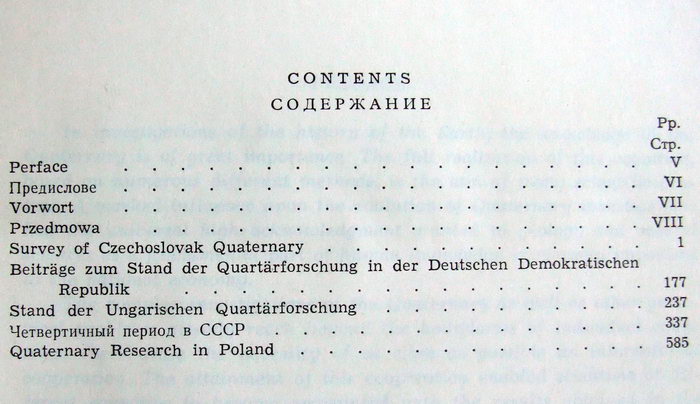 CONTENTS
СОДЕРЖАНИЕ
Pp.
Стр.
Perface . . . . . . . . . . . . . . . . V
Предислове . . . . . . . . . . . . . . . . VI
Vorwort . . . . . . . . . . . . . . . . VII
Przedmowa . . . . . . . . . . . . . . . . VIII
Survey of Czechoslovak Quaternary . . . . . . . . . . 1
Beiträge zum Stand der Quartärforschung in der Deutschen Demokratischen
Republik . . . . . . . . . . . . . . . . 177
Stand der Ungarischen Quartärforschung . . . . . . . . . . 237
Четвертичный период в СССР . . . . . . . . . . 337
Quaternary Research in Poland . . . . . . . . . . 585